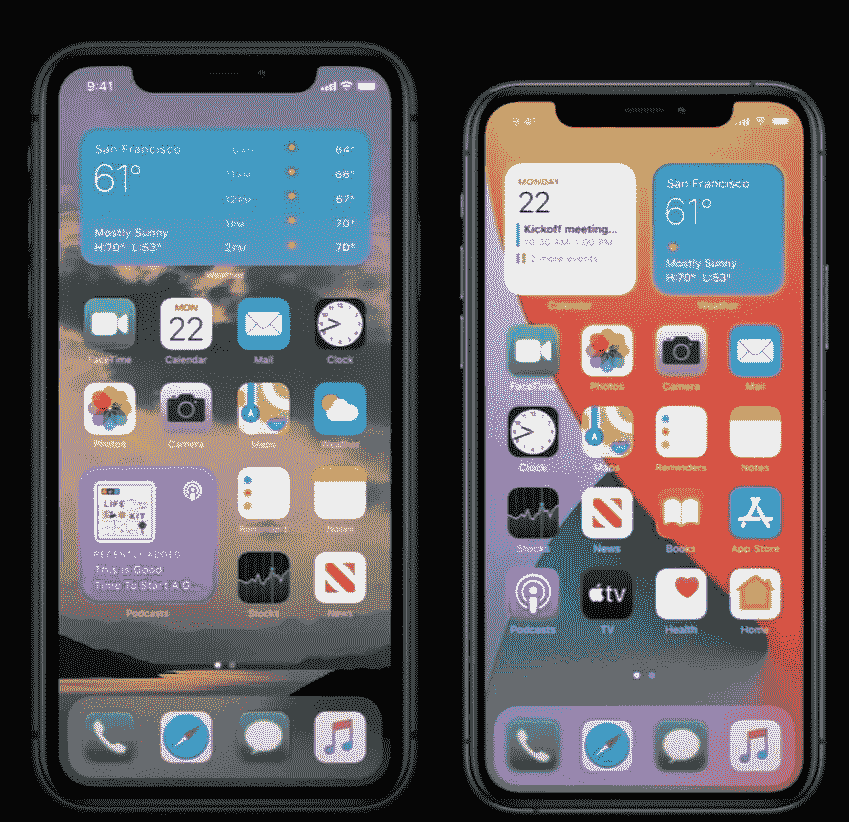 9:41
San Francisco
61°
Mostly Sunny
H:70° L:53°
64°
66°
67°
1PM 70°
2PM 70°
Weather
MON
22
FaceTime Calendar Mail Clock
Photos Camera Maps Weather
LIFE
KIT
RECENTLY ADDED
This is Good
Time To Start A G...
Podcasts
Reminders Notes
Stocks News
9:41
MONDAY
22
Kickoff meeting...
10:30 AM-1:00 PM
2 more events
Calendar
San Francisco
61°
Mostly Sunny
H:70° L:53°
Weather
FaceTime Photos Camera Mail
Clock Maps Reminders Notes
Stocks News Books App Store
tv
Podcasts TV Health Home